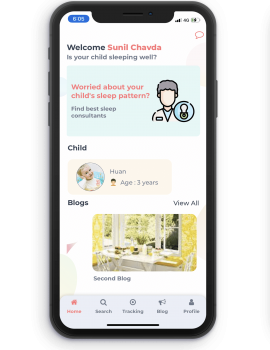 6:05
4G
Welcome Sunil Chavda
Is your child sleeping well?
Worried about your
child's sleep pattern?
Find best sleep
consultants
Child
Huan
Age : 3 years
Blogs View All
Second Blog
Home Search Tracking Blog Profile